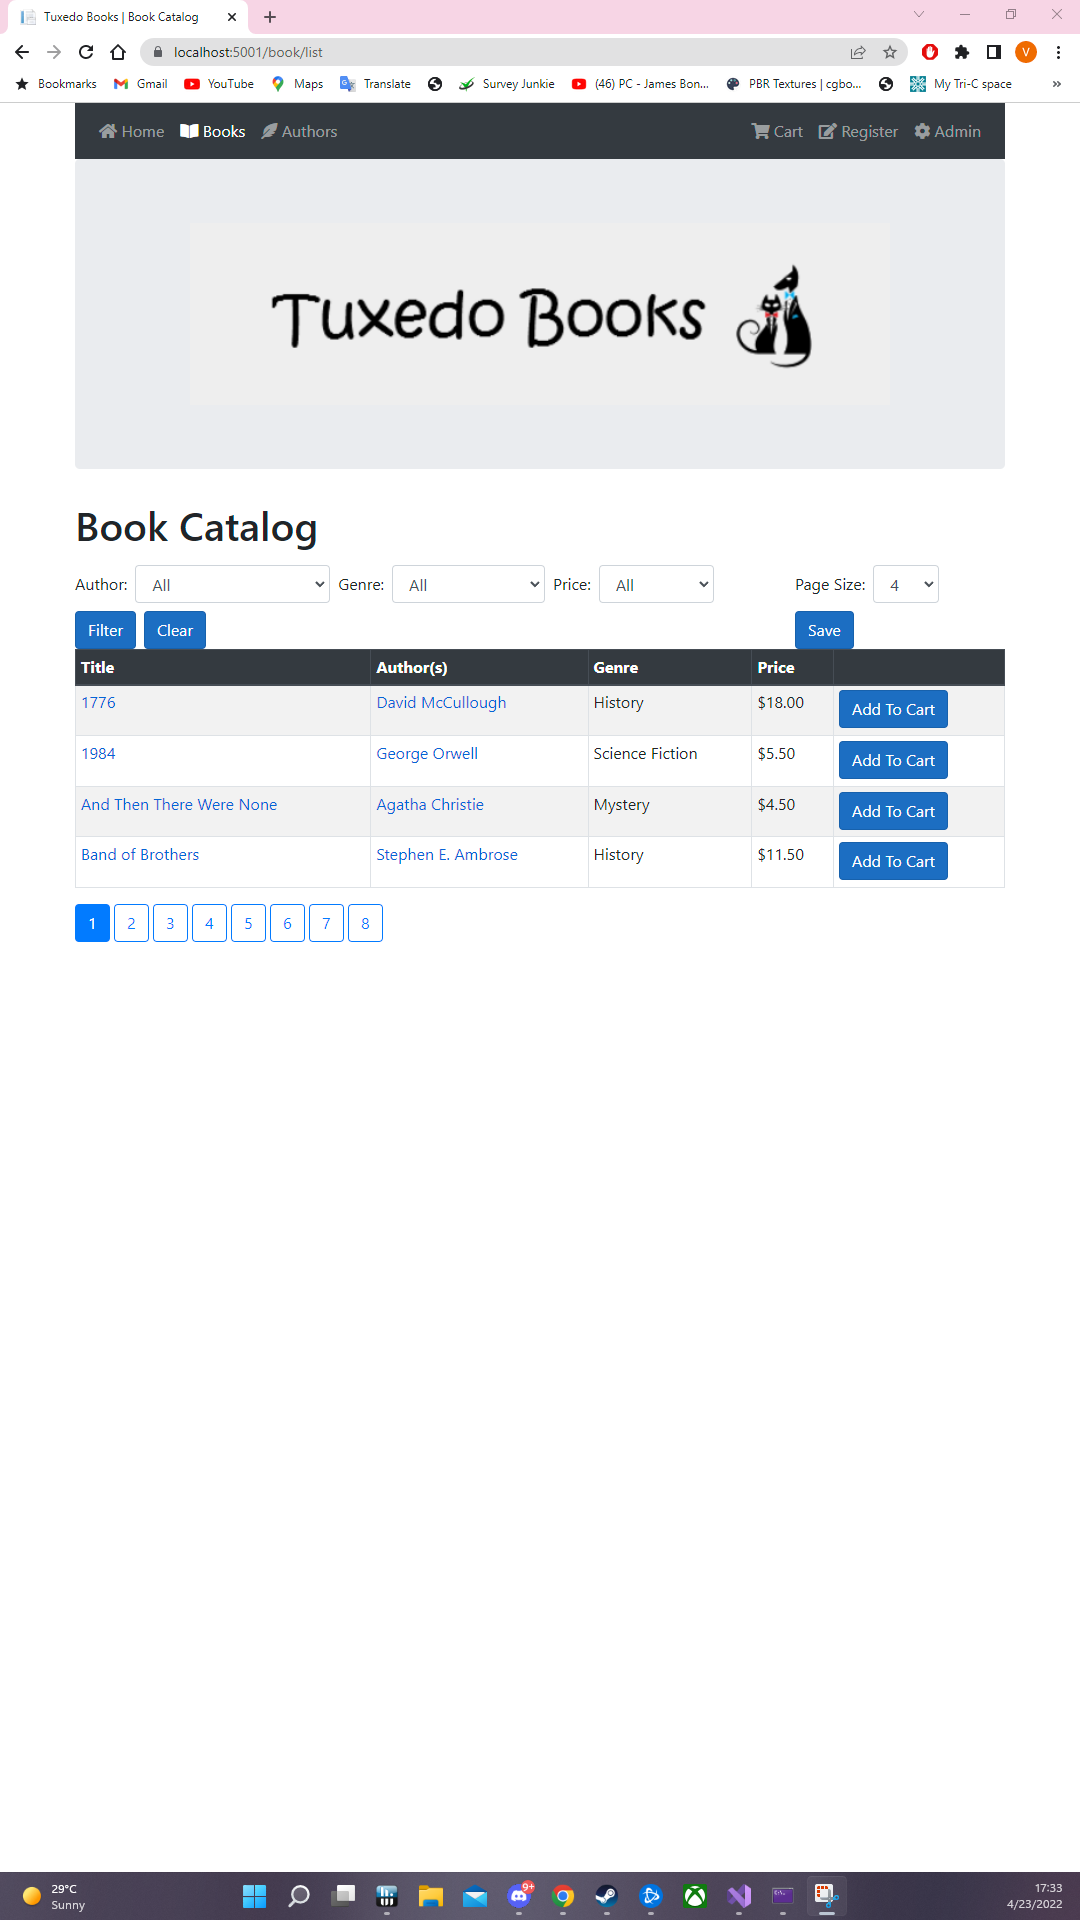 Tuxedo Books | Book Catalog
localhost:5001/book/list
V
Bookmarks Gmail YouTube Maps Translate Survey Junkie (46) PC - James Bon... PBR Textures | cgbo... My Tri-C space »
Home Books Authors Cart Register Admin
Tuxedo Books
Book Catalog
Author: All Genre: All Price: All Page Size: 4
Filter Clear Save
Title Author(s) Genre Price
1776 David McCullough History $18.00 Add To Cart
1984 George Orwell Science Fiction $5.50 Add To Cart
And Then There Were None Agatha Christie Mystery $4.50 Add To Cart
Band of Brothers Stephen E. Ambrose History $11.50 Add To Cart
1 2 3 4 5 6 7 8
29°C
Sunny
9+
17:33
4/23/2022